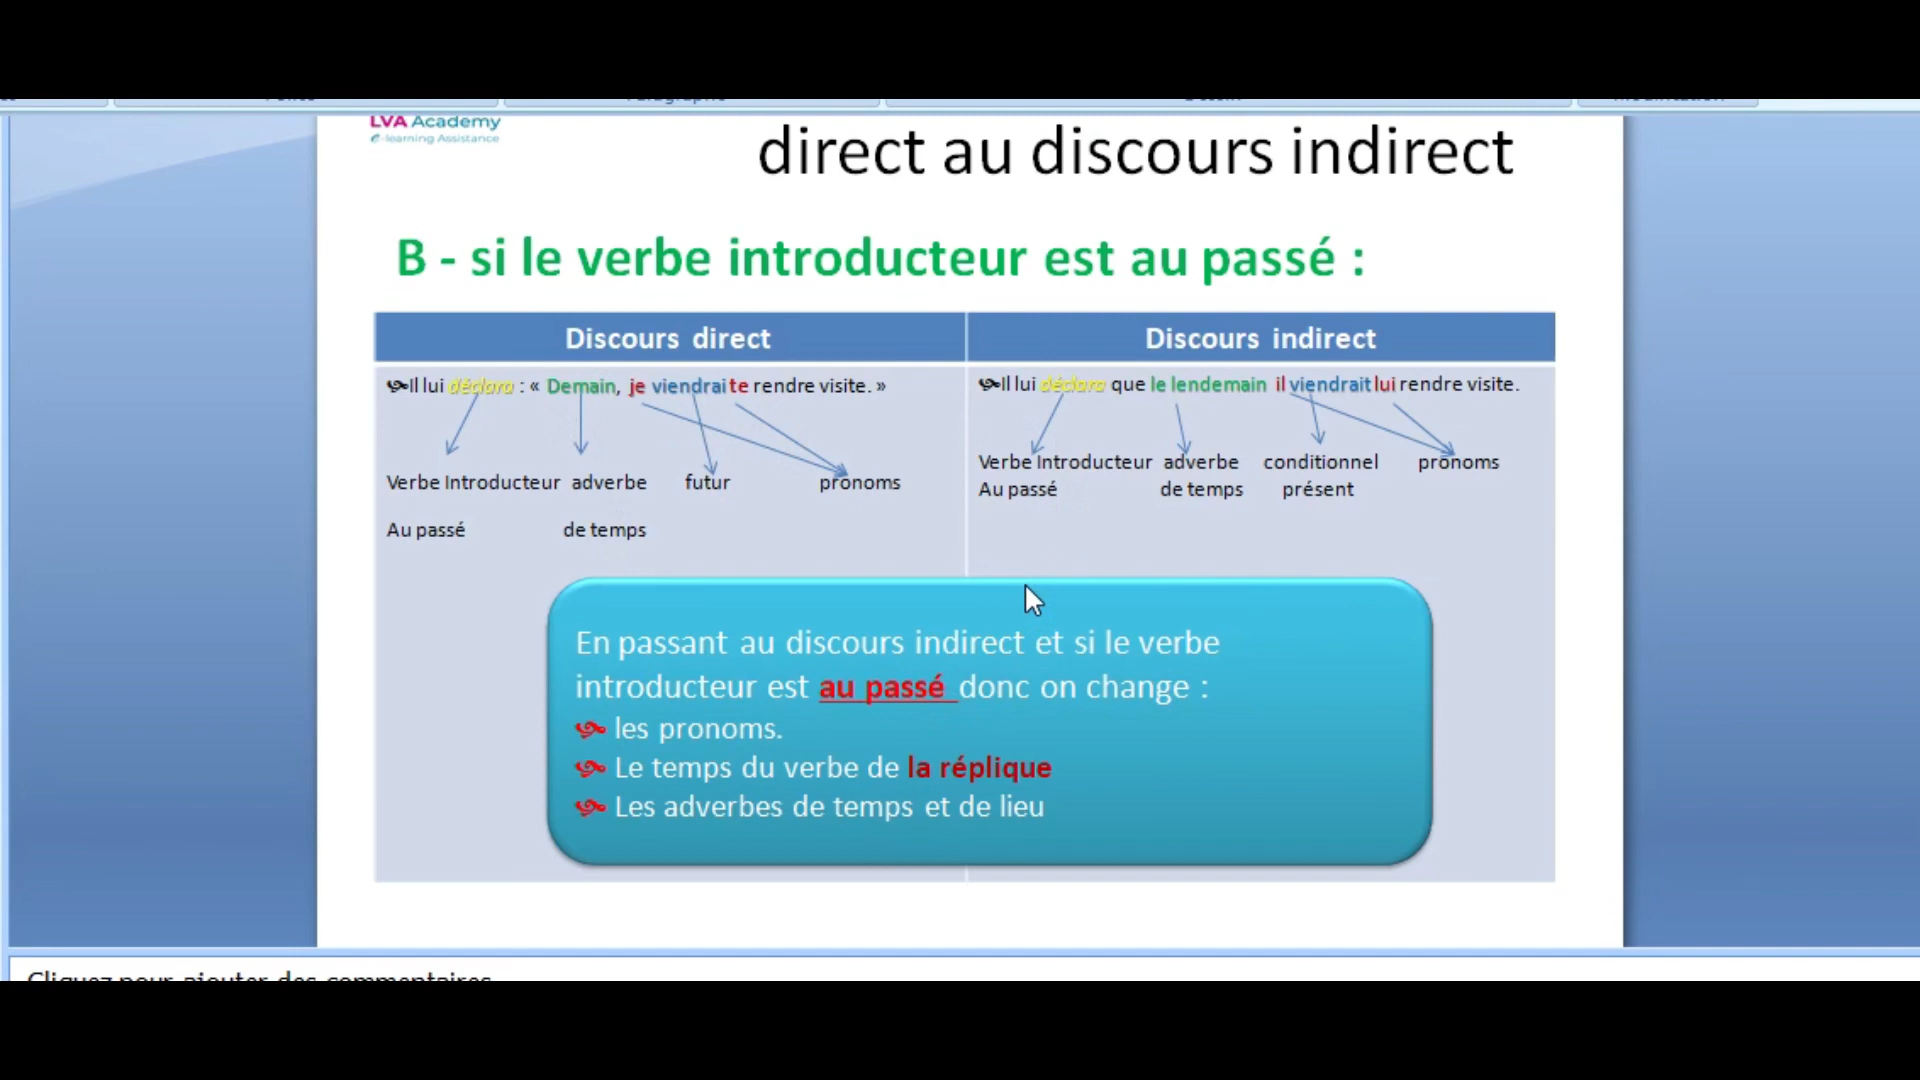 LVA Academy
e-learning Assistance
direct au discours indirect
B - si le verbe introducteur est au passé :
Discours direct
Discours indirect
Il lui déclara : « Demain, je viendrai te rendre visite. »
Verbe Introducteur adverbe futur pronoms
Au passé de temps
Il lui déclara que le lendemain il viendrait lui rendre visite.
Verbe Introducteur adverbe conditionnel pronoms
Au passé de temps présent
En passant au discours indirect et si le verbe
introducteur est au passé donc on change :
les pronoms.
Le temps du verbe de la réplique
Les adverbes de temps et de lieu
Cliquez pour ajouter des commentaires